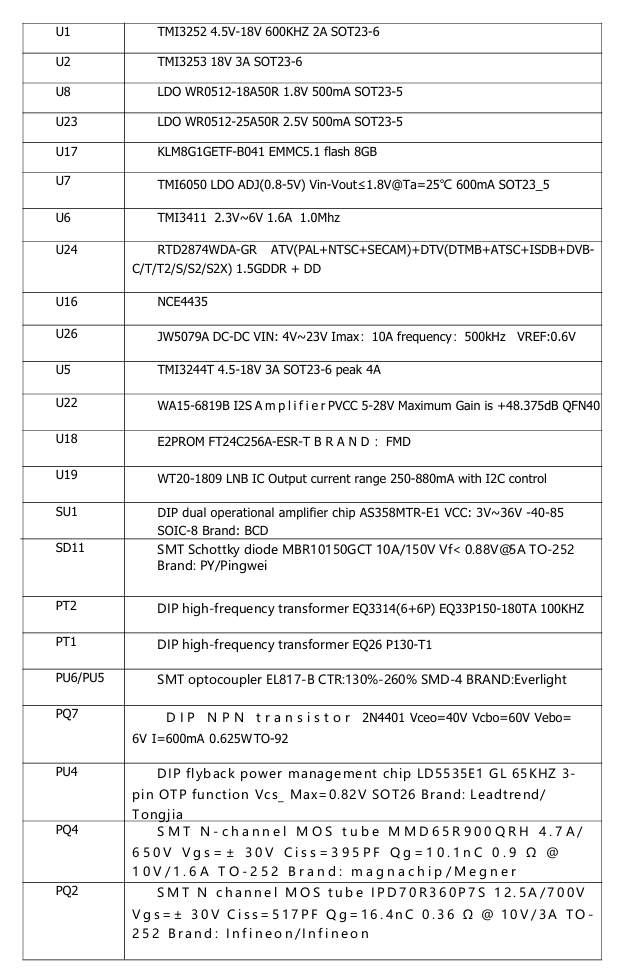 U1 TMI3252 4.5V-18V 600KHZ 2A SOT23-6
U2 TMI3253 18V 3A SOT23-6
U8 LDO WR0512-18A50R 1.8V 500mA SOT23-5
U23 LDO WR0512-25A50R 2.5V 500mA SOT23-5
U17 KLM8G1GETF-B041 EMMC5.1 flash 8GB
U7 TMI6050 LDO ADJ(0.8-5V) Vin-Vout≤1.8V@Ta=25℃ 600mA SOT23_5
U6 TMI3411 2.3V~6V 1.6A 1.0Mhz
U24 RTD2874WDA-GR ATV(PAL+NTSC+SECAM)+DTV(DTMB+ATSC+ISDB+DVB-
C/T/T2/S/S2/S2X) 1.5GDDR + DD
U16 NCE4435
U26 JW5079A DC-DC VIN: 4V~23V Imax: 10A frequency: 500kHz VREF:0.6V
U5 TMI3244T 4.5-18V 3A SOT23-6 peak 4A
U22 WA15-6819B I2S Amplifier PVCC 5-28V Maximum Gain is +48.375dB QFN40
U18 E2PROM FT24C256A-ESR-T BRAND: FMD
U19 WT20-1809 LNB IC Output current range 250-880mA with I2C control
SU1 DIP dual operational amplifier chip AS358MTR-E1 VCC: 3V~36V -40-85
SOIC-8 Brand: BCD
SD11 SMT Schottky diode MBR10150GCT 10A/150V Vf< 0.88V@5A TO-252
Brand: PY/Pingwei
PT2 DIP high-frequency transformer EQ3314(6+6P) EQ33P150-180TA 100KHZ
PT1 DIP high-frequency transformer EQ26 P130-T1
PU6/PU5 SMT optocoupler EL817-B CTR:130%-260% SMD-4 BRAND:Everlight
PQ7 DIP NPN transistor 2N4401 Vceo=40V Vcbo=60V Vebo=
6V I=600mA 0.625W TO-92
PU4 DIP flyback power management chip LD5535E1 GL 65KHZ 3-
pin OTP function Vcs_ Max=0.82V SOT26 Brand: Leadtrend/
Tongjia
PQ4 SMT N-channel MOS tube MMD65R900QRH 4.7A/
650V Vgs=± 30V Ciss=395PF Qg=10.1nC 0.9 Ω @
10V/1.6A TO-252 Brand: magnachip/Megner
PQ2 SMT N channel MOS tube IPD70R360P7S 12.5A/700V
Vgs=± 30V Ciss=517PF Qg=16.4nC 0.36 Ω @ 10V/3A TO-
252 Brand: Infineon/Infineon